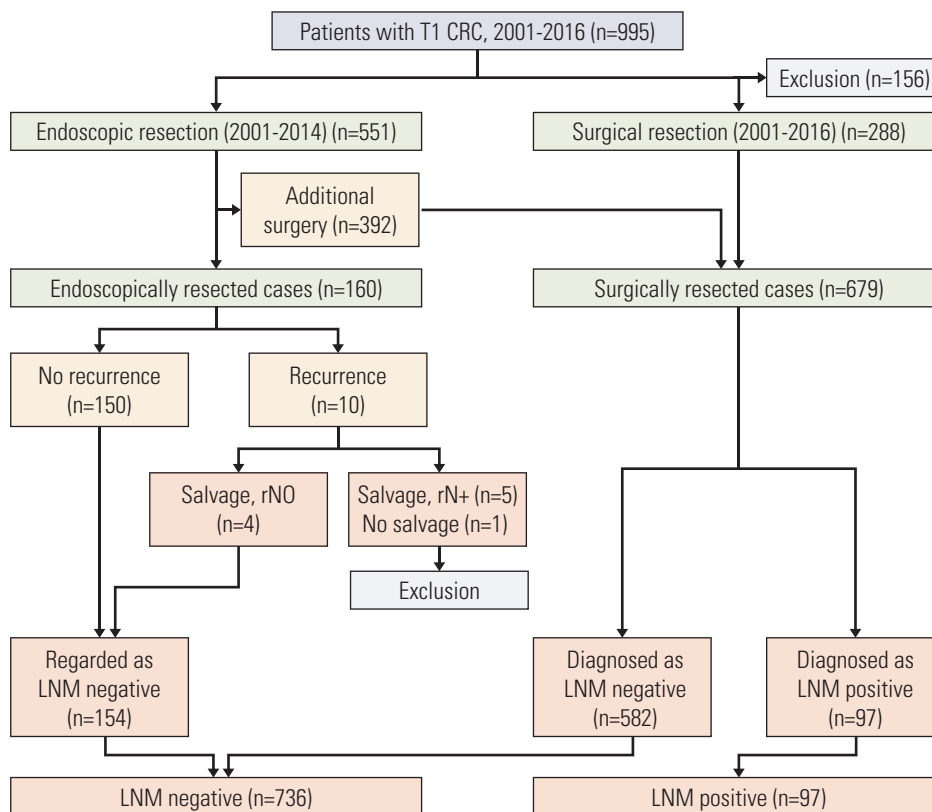 Patients with T1 CRC, 2001-2016 (n=995)
Exclusion (n=156)
Endoscopic resection (2001-2014) (n=551)
Surgical resection (2001-2016) (n=288)
Additional
surgery (n=392)
Endoscopically resected cases (n=160)
Surgically resected cases (n=679)
No recurrence
(n=150)
Recurrence
(n=10)
Salvage, rN0
(n=4)
Salvage, rN+ (n=5)
No salvage (n=1)
Exclusion
Regarded as
LNM negative
(n=154)
Diagnosed as
LNM negative
(n=582)
Diagnosed as
LNM positive
(n=97)
LNM negative (n=736)
LNM positive (n=97)